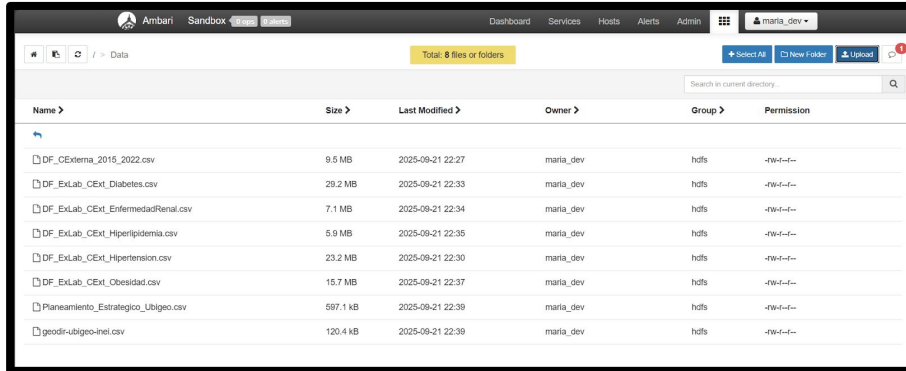 Ambari Sandbox 0 ops 0 alerts Dashboard Services Hosts Alerts Admin maria_dev
/ > Data Total: 8 files or folders Select All New Folder Upload 1
Search in current directory...
Name Size Last Modified Owner Group Permission
DF_CExterna_2015_2022.csv 9.5 MB 2025-09-21 22:27 maria_dev hdfs -rw-r--r--
DF_ExLab_CExt_Diabetes.csv 29.2 MB 2025-09-21 22:33 maria_dev hdfs -rw-r--r--
DF_ExLab_CExt_EnfermedadRenal.csv 7.1 MB 2025-09-21 22:34 maria_dev hdfs -rw-r--r--
DF_ExLab_CExt_Hiperlipidemia.csv 5.9 MB 2025-09-21 22:35 maria_dev hdfs -rw-r--r--
DF_ExLab_CExt_Hipertension.csv 23.2 MB 2025-09-21 22:30 maria_dev hdfs -rw-r--r--
DF_ExLab_CExt_Obesidad.csv 15.7 MB 2025-09-21 22:37 maria_dev hdfs -rw-r--r--
Planeamiento_Estrategico_Ubigeo.csv 597.1 kB 2025-09-21 22:39 maria_dev hdfs -rw-r--r--
geodir-ubigeo-inei.csv 120.4 kB 2025-09-21 22:39 maria_dev hdfs -rw-r--r--